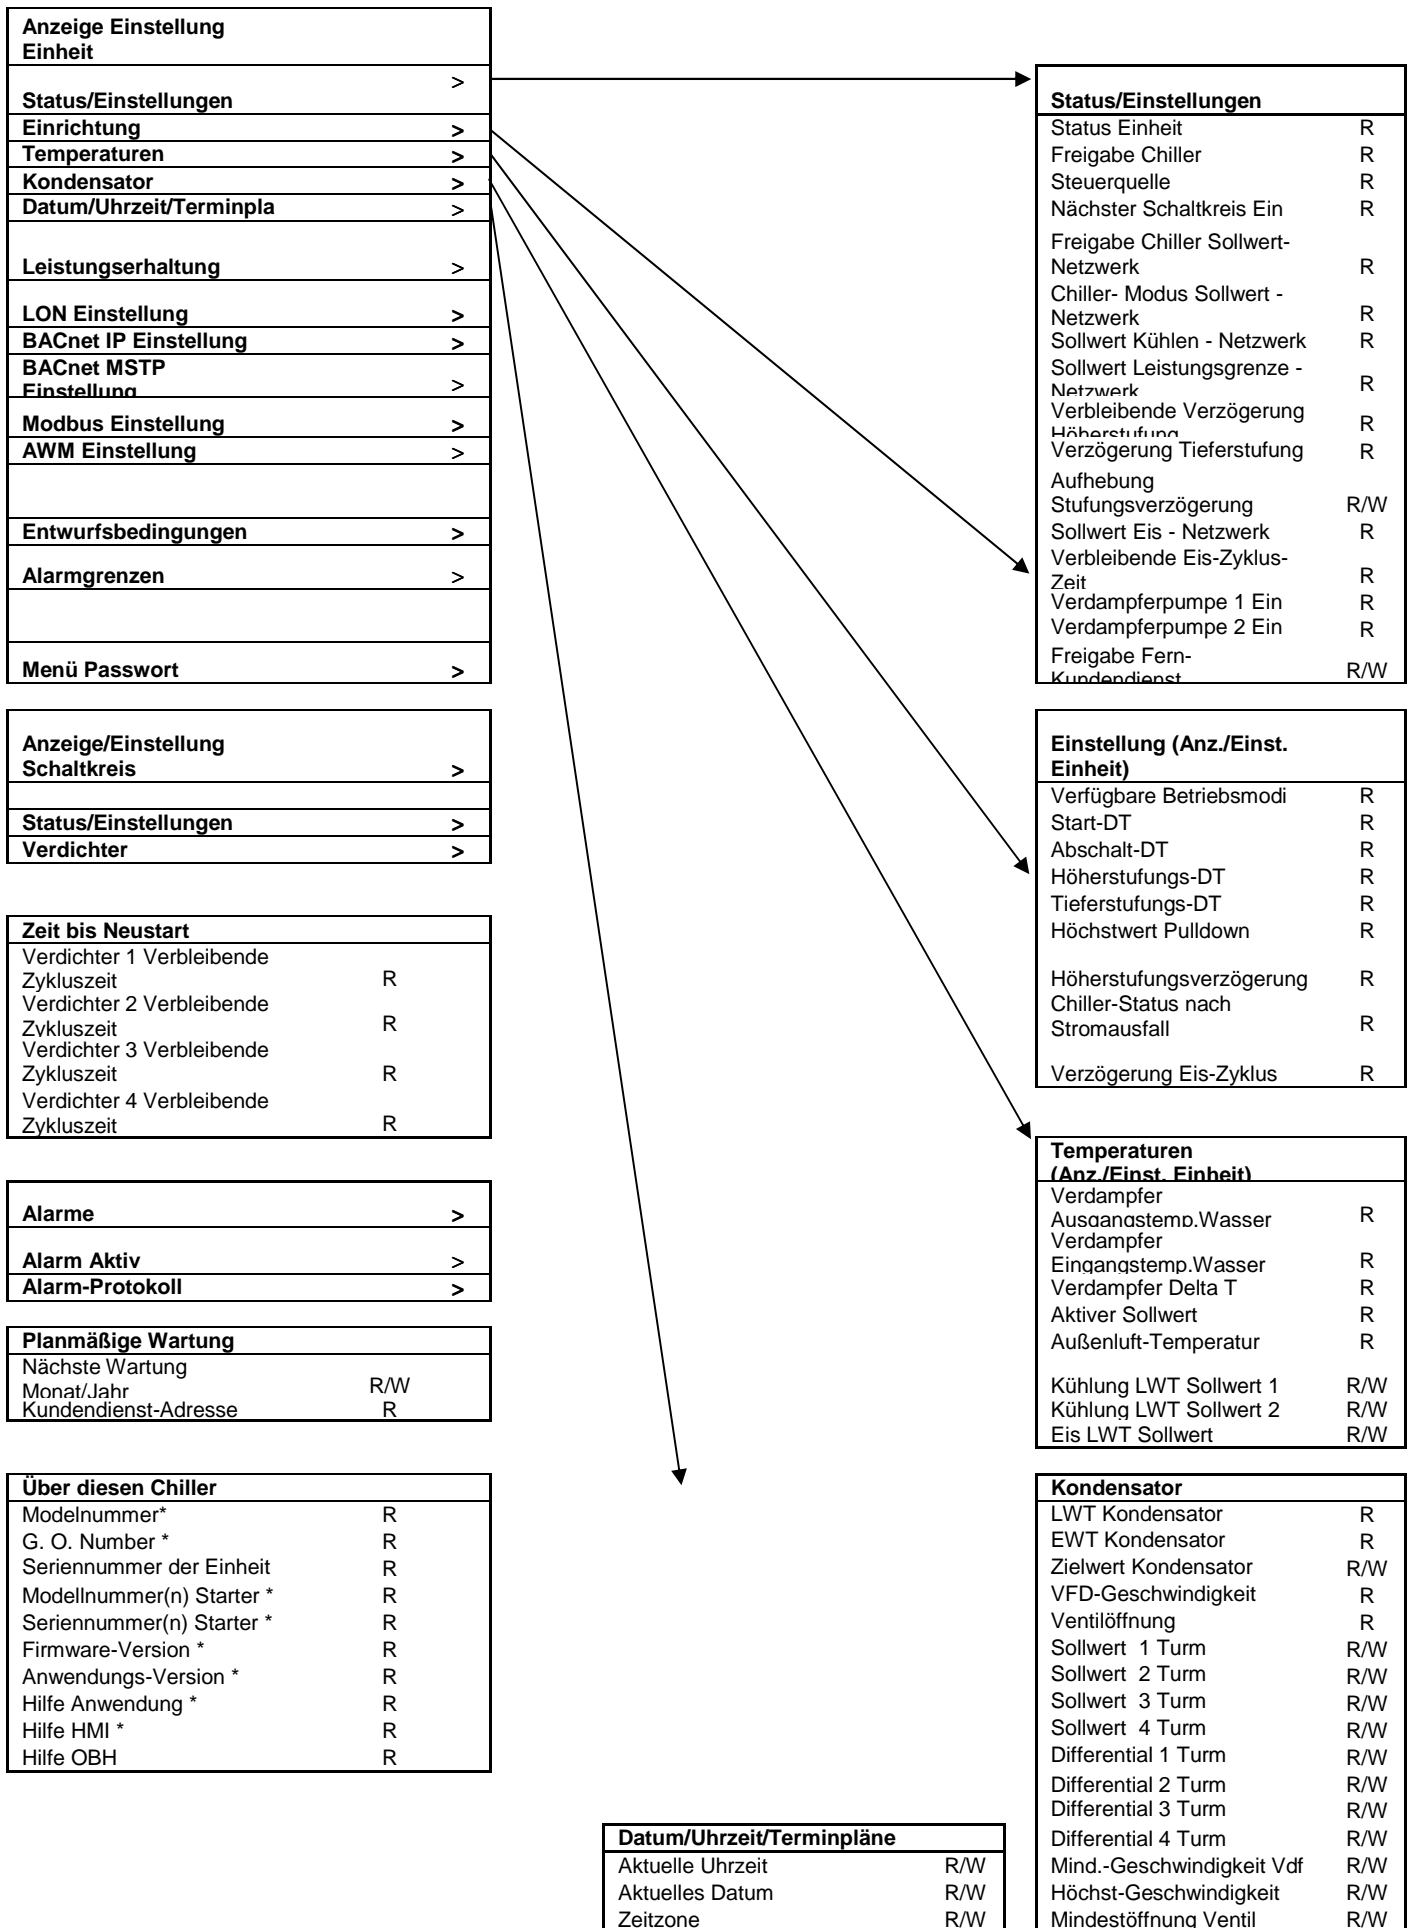 Anzeige Einstellung
Einheit
>
Status/Einstellungen
Einrichtung >
Temperaturen >
Kondensator >
Datum/Uhrzeit/Terminpla >
Leistungserhaltung >
LON Einstellung >
BACnet IP Einstellung >
BACnet MSTP
Einstellung >
Modbus Einstellung >
AWM Einstellung >
Entwurfsbedingungen >
Alarmgrenzen >
Menü Passwort >
Anzeige/Einstellung
Schaltkreis >
Status/Einstellungen >
Verdichter >
Zeit bis Neustart
Verdichter 1 Verbleibende
Zykluszeit R
Verdichter 2 Verbleibende
Zykluszeit R
Verdichter 3 Verbleibende
Zykluszeit R
Verdichter 4 Verbleibende
Zykluszeit R
Alarme >
Alarm Aktiv >
Alarm-Protokoll >
Planmäßige Wartung
Nächste Wartung
Monat/Jahr R/W
Kundendienst-Adresse R
Über diesen Chiller
Modelnummer* R
G. O. Number * R
Seriennummer der Einheit R
Modellnummer(n) Starter * R
Seriennummer(n) Starter * R
Firmware-Version * R
Anwendungs-Version * R
Hilfe Anwendung * R
Hilfe HMI * R
Hilfe OBH R
Status/Einstellungen
Status Einheit R
Freigabe Chiller R
Steuerquelle R
Nächster Schaltkreis Ein R
Freigabe Chiller Sollwert-
Netzwerk R
Chiller- Modus Sollwert -
Netzwerk R
Sollwert Kühlen - Netzwerk R
Sollwert Leistungsgrenze -
Netzwerk R
Verbleibende Verzögerung
Höherstufung R
Verzögerung Tieferstufung R
Aufhebung
Stufungsverzögerung R/W
Sollwert Eis - Netzwerk R
Verbleibende Eis-Zyklus-
Zeit R
Verdampferpumpe 1 Ein R
Verdampferpumpe 2 Ein R
Freigabe Fern-
Kundendienst R/W
Einstellung (Anz./Einst.
Einheit)
Verfügbare Betriebsmodi R
Start-DT R
Abschalt-DT R
Höherstufungs-DT R
Tieferstufungs-DT R
Höchstwert Pulldown R
Höherstufungsverzögerung R
Chiller-Status nach
Stromausfall R
Verzögerung Eis-Zyklus R
Temperaturen
(Anz./Einst. Einheit)
Verdampfer
Ausgangstemp.Wasser R
Verdampfer
Eingangstemp.Wasser R
Verdampfer Delta T R
Aktiver Sollwert R
Außenluft-Temperatur R
Kühlung LWT Sollwert 1 R/W
Kühlung LWT Sollwert 2 R/W
Eis LWT Sollwert R/W
Kondensator
LWT Kondensator R
EWT Kondensator R
Zielwert Kondensator R/W
VFD-Geschwindigkeit R
Ventilöffnung R
Sollwert 1 Turm R/W
Sollwert 2 Turm R/W
Sollwert 3 Turm R/W
Sollwert 4 Turm R/W
Differential 1 Turm R/W
Differential 2 Turm R/W
Differential 3 Turm R/W
Differential 4 Turm R/W
Mind.-Geschwindigkeit Vdf R/W
Höchst-Geschwindigkeit R/W
Mindestöffnung Ventil R/W
Datum/Uhrzeit/Terminpläne
Aktuelle Uhrzeit R/W
Aktuelles Datum R/W
Zeitzone R/W